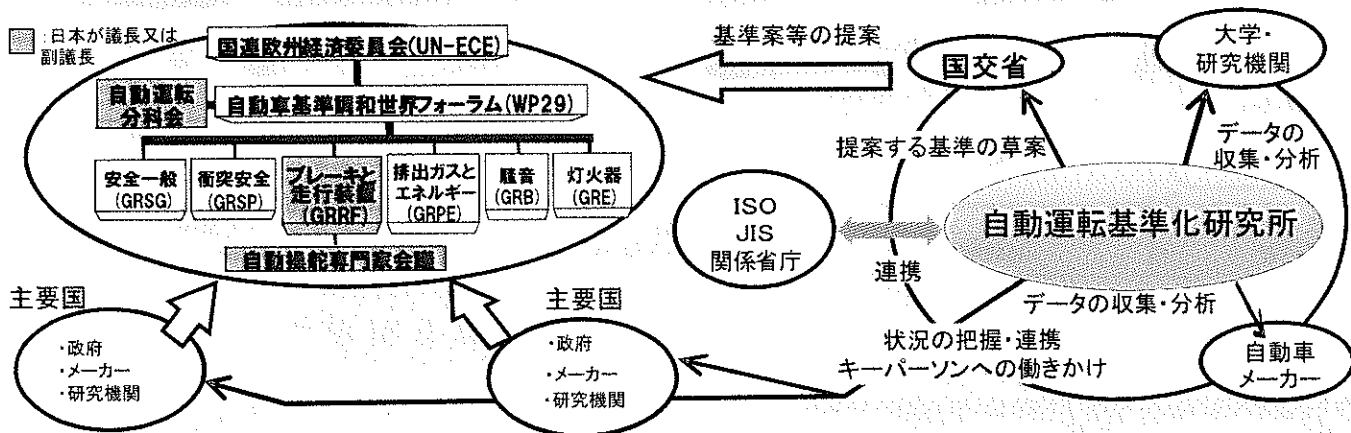 :日本が議長又は
副議長
国連欧州経済委員会(UN-ECE)
自動運転
分科会
自動車基準調和世界フォーラム(WP29)
安全一般
(GRSG)
衝突安全
(GRSP)
ブレーキと
走行装置
(GRRF)
排出ガスと
エネルギー
(GRPE)
騒音
(GRB)
灯火器
(GRE)
自動操舵専門家会議
主要国
・政府
・メーカー
・研究機関
主要国
・政府
・メーカー
・研究機関
基準案等の提案
国交省
大学・
研究機関
提案する基準の草案
データの
収集・分析
ISO
JIS
関係省庁
連携
自動運転基準化研究所
データの収集・分析
状況の把握・連携
キーパーソンへの働きかけ
自動車
メーカー